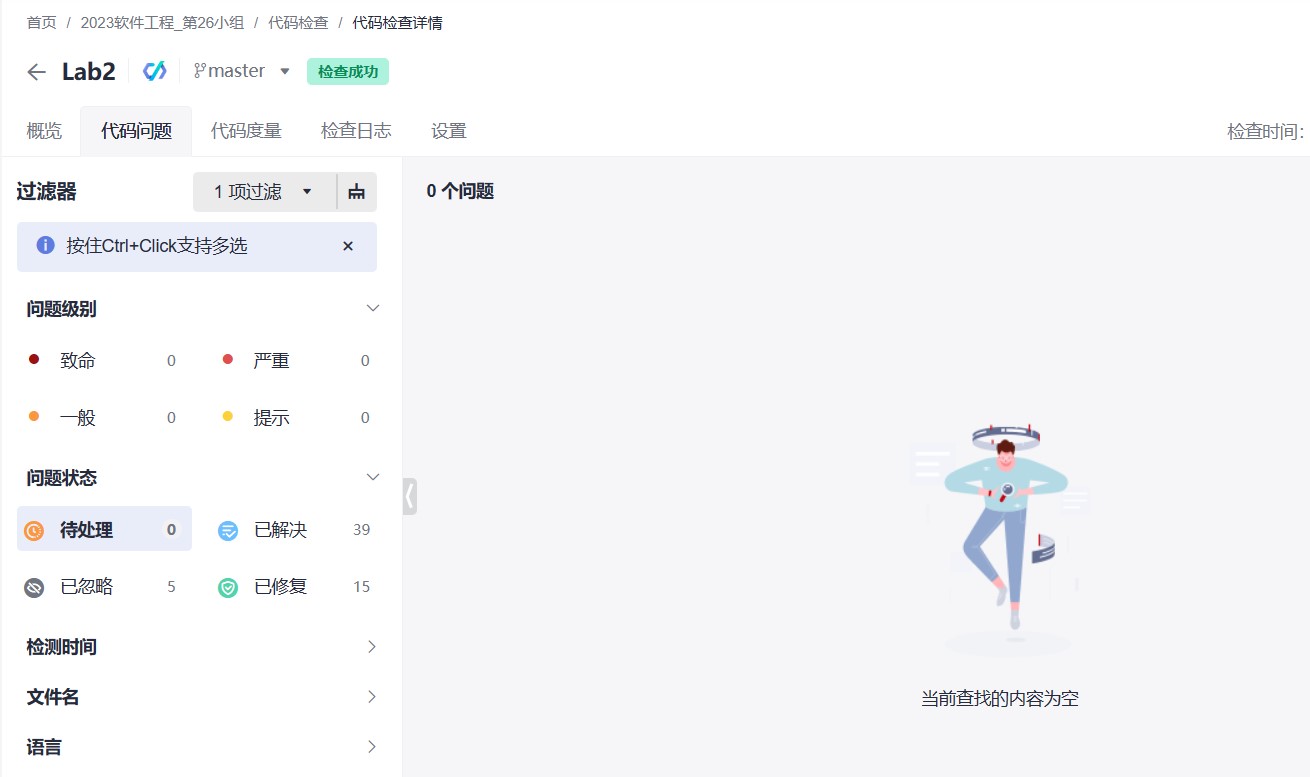 首页 / 2023软件工程_第26小组 / 代码检查 / 代码检查详情
Lab2 master 检查成功
概览 代码问题 代码度量 检查日志 设置 检查时间:
过滤器 1 项过滤
0 个问题
按住Ctrl+Click支持多选
问题级别
致命 0 严重 0
一般 0 提示 0
问题状态
待处理 0 已解决 39
已忽略 5 已修复 15
检测时间
文件名
语言
当前查找的内容为空